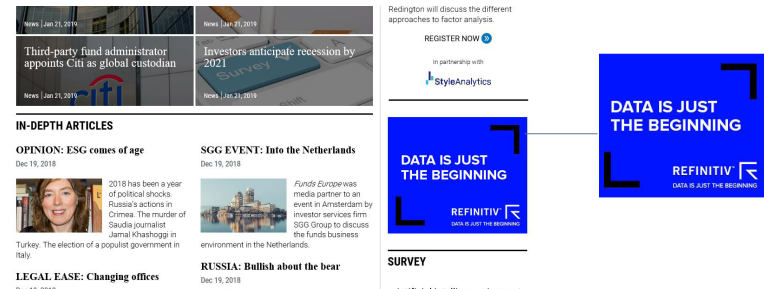 News | Jan 21, 2019
News | Jan 21, 2019
Third-party fund administrator
appoints Citi as global custodian
News | Jan 21, 2019
citi
Investors anticipate recession by
2021
Survey
Shift
News | Jan 21, 2019
IN-DEPTH ARTICLES
OPINION: ESG comes of age
Dec 19, 2018
2018 has been a year
of political shocks.
Russia's actions in
Crimea. The murder of
Saudia journalist
Jamal Khashoggi in
Turkey. The election of a populist government in
Italy.
LEGAL EASE: Changing offices
SGG EVENT: Into the Netherlands
Dec 19, 2018
Funds Europe was
media partner to an
event in Amsterdam by
investor services firm
SGG Group to discuss
the funds business
environment in the Netherlands.
RUSSIA: Bullish about the bear
Dec 19, 2018
Redington will discuss the different
approaches to factor analysis.
REGISTER NOW
In partnership with
StyleAnalytics
DATA IS JUST
THE BEGINNING
REFINITIV™
DATA IS JUST THE BEGINNING
SURVEY
DATA IS JUST
THE BEGINNING
REFINITIV™
DATA IS JUST THE BEGINNING